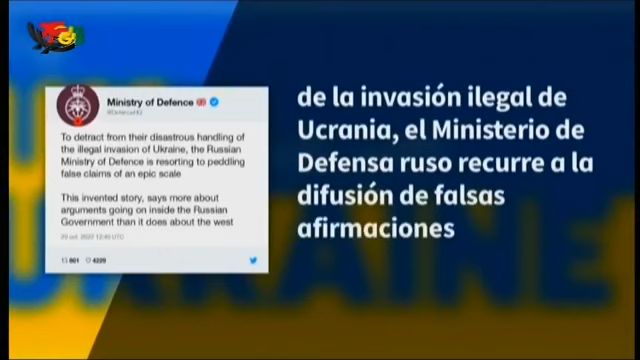 Ministry of Defence
To detract from their disastrous handling of
the illegal invasion of Ukraine, the Russian
Ministry of Defence is resorting to peddling
false claims of an epic scale
This invented story, says more about
arguments going on inside the Russian
Government than it does about the west
801 4229
de la invasión ilegal de
Ucrania, el Ministerio de
Defensa ruso recurre a la
difusión de falsas
afirmaciones
UKRAINE